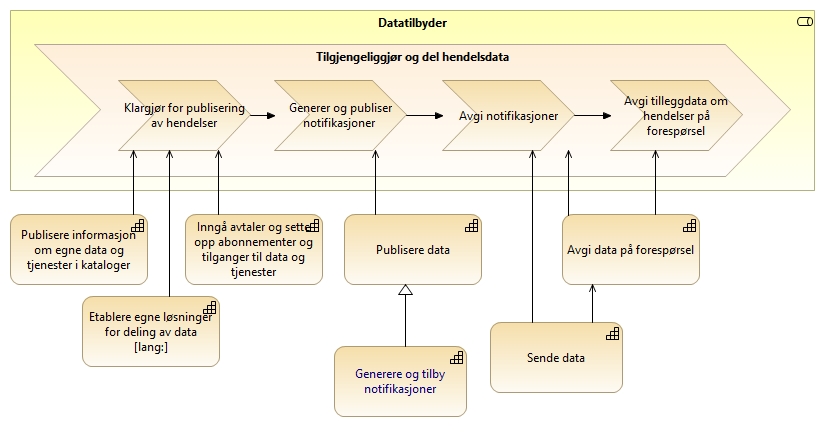 Datatilbyder
Tilgjengeliggjør og del hendelsdata
Klargjør for publisering
av hendelser
Generer og publiser
notifikasjoner
Avgi notifikasjoner
Avgi tilleggdata om
hendelser på
forespørsel
Publisere informasjon
om egne data og
tjenester i kataloger
Inngå avtaler og sette
opp abonnementer og
tilganger til data og
tjenester
Publisere data
Avgi data på forespørsel
Etablere egne løsninger
for deling av data
[lang:]
Generere og tilby
notifikasjoner
Sende data